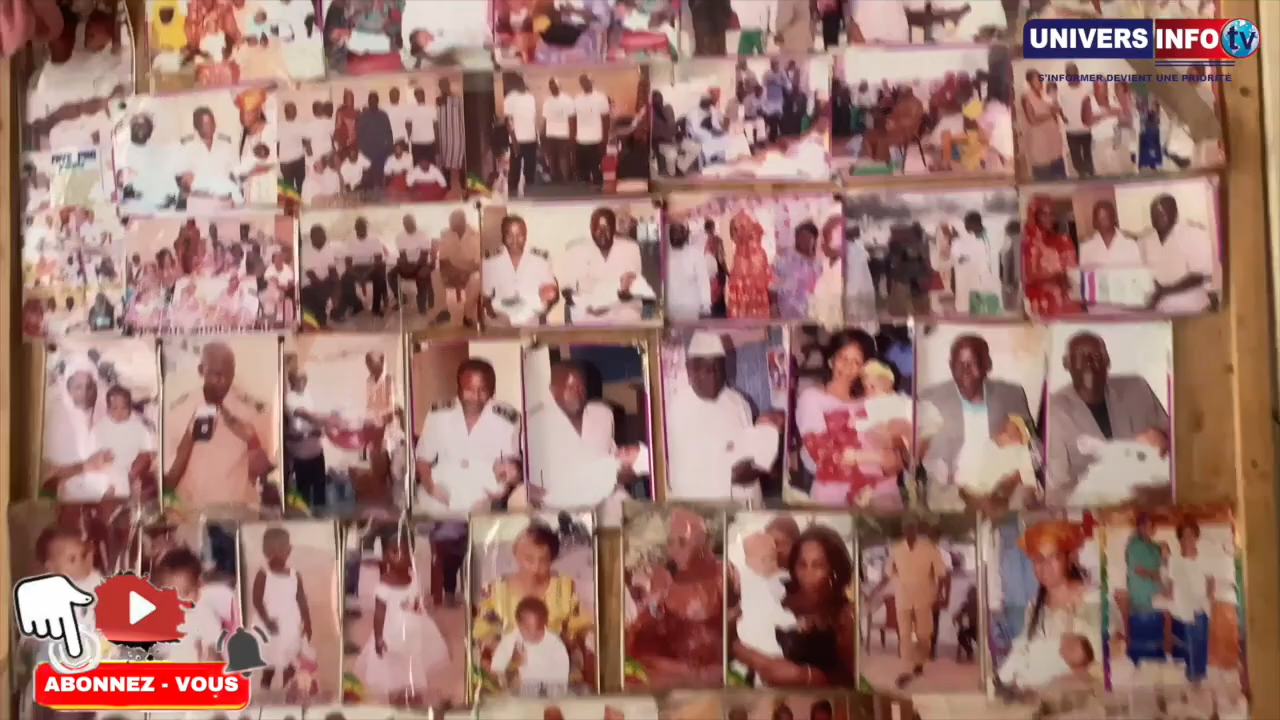 UNIVERS INFO tv
S'INFORMER DEVIENT UNE PRIORITÉ
ABONNEZ - VOUS